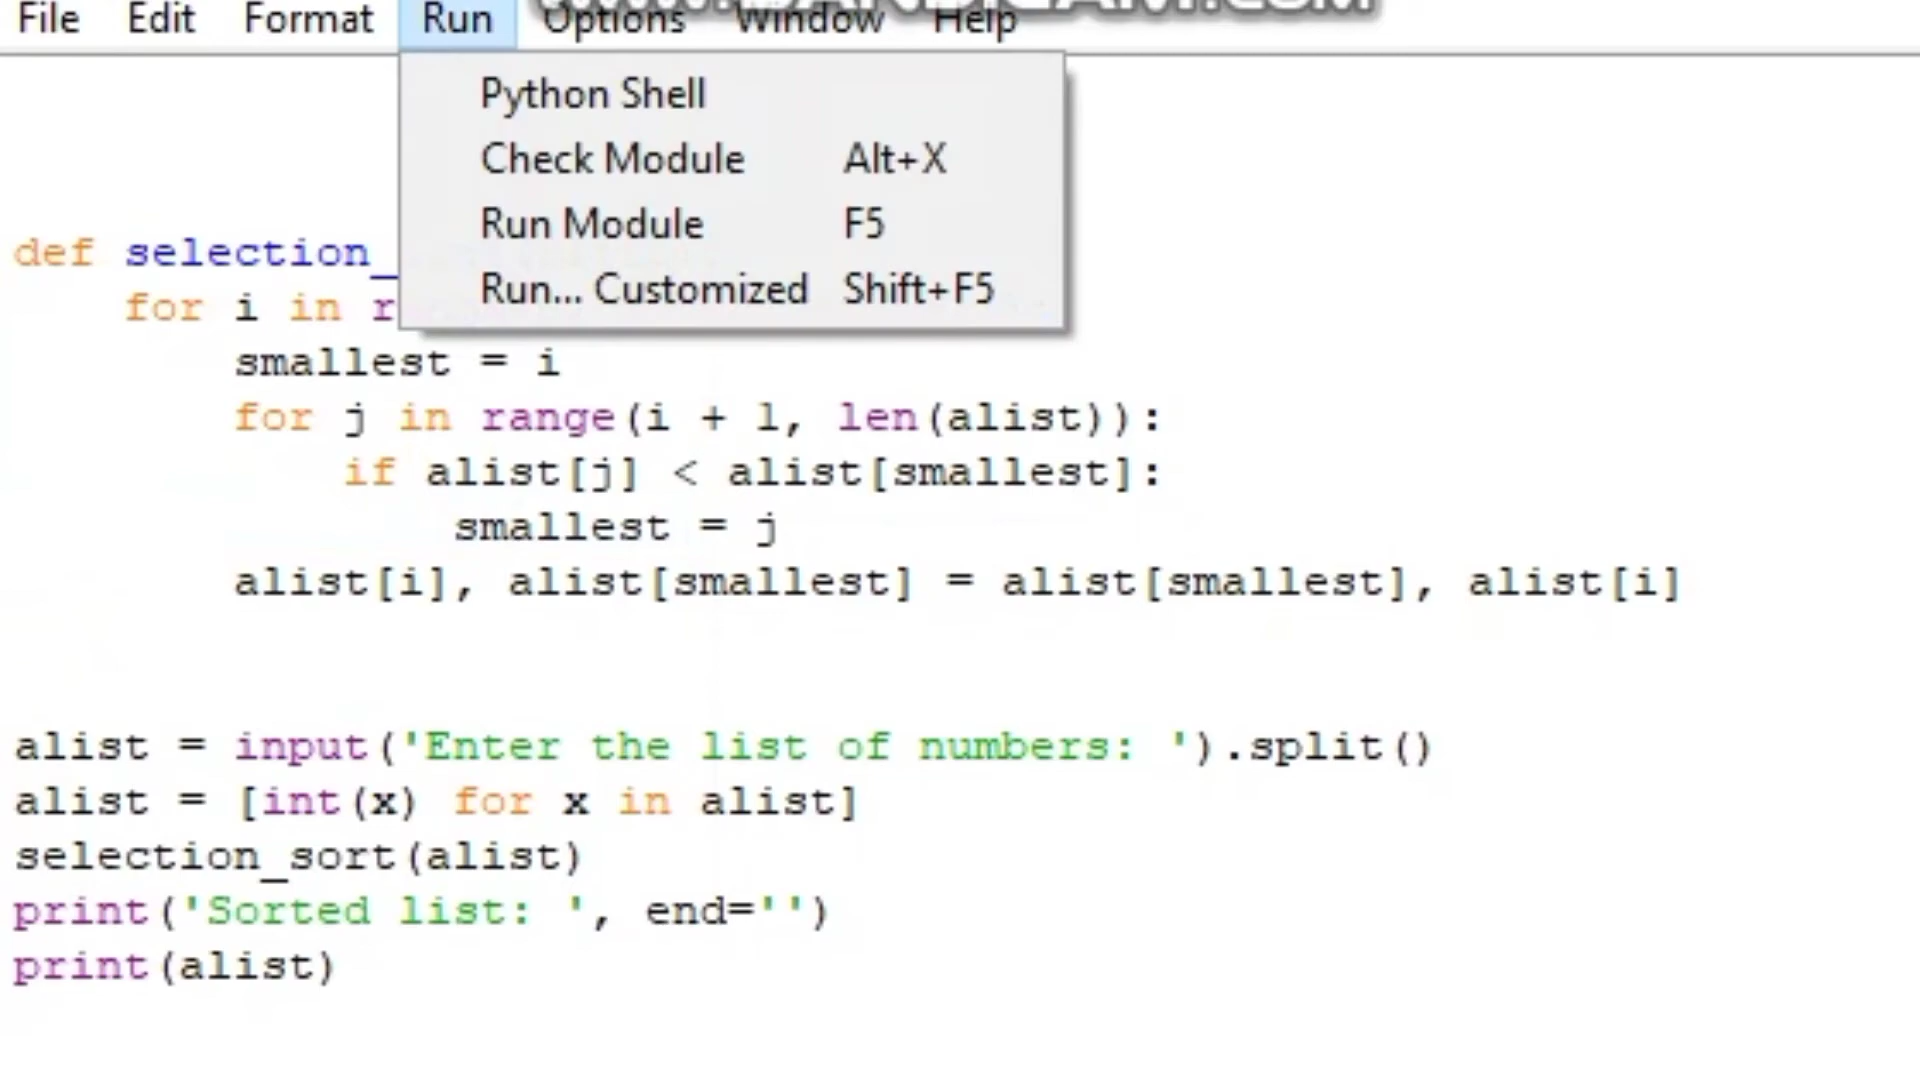 File Edit Format Run Options Window Help
Python Shell
Check Module Alt+X
Run Module F5
Run... Customized Shift+F5
def selection_
for i in r
smallest = i
for j in range(i + 1, len(alist)):
if alist[j] < alist[smallest]:
smallest = j
alist[i], alist[smallest] = alist[smallest], alist[i]
alist = input('Enter the list of numbers: ').split()
alist = [int(x) for x in alist]
selection_sort(alist)
print('Sorted list: ', end='')
print(alist)